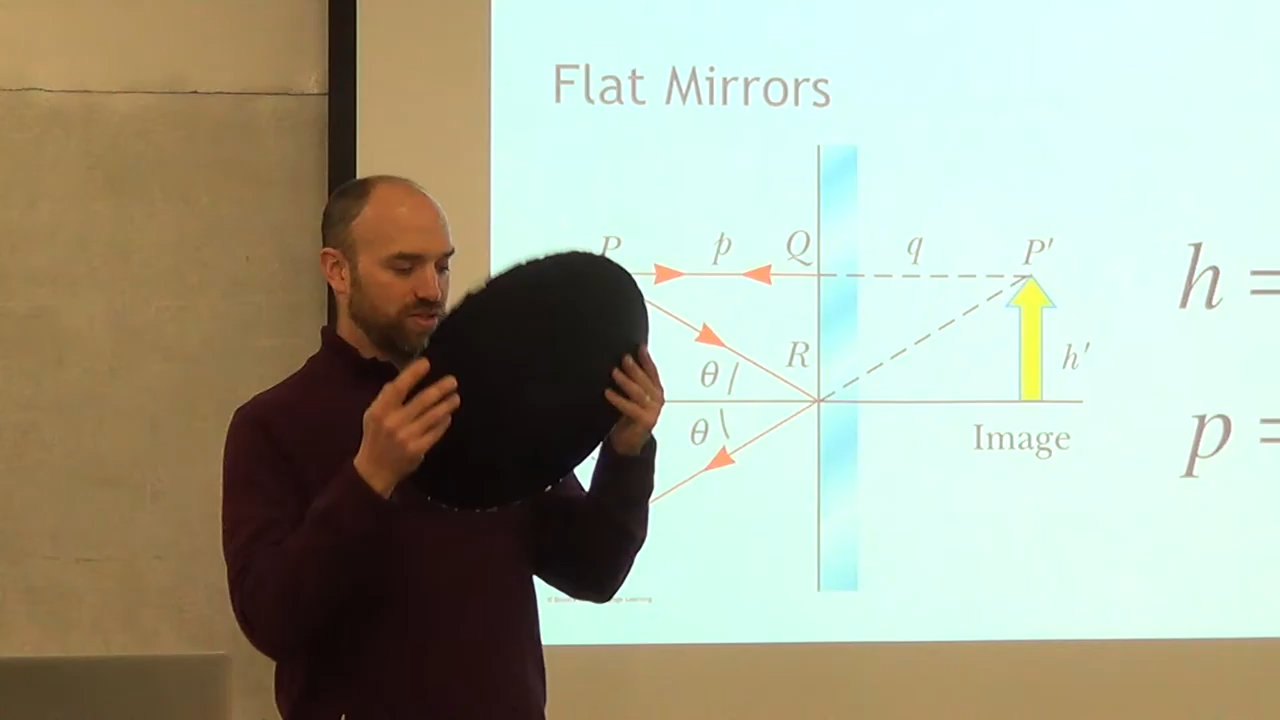 Flat Mirrors
P p Q q P′
h =
R
θ
h′
θ
p =
Image